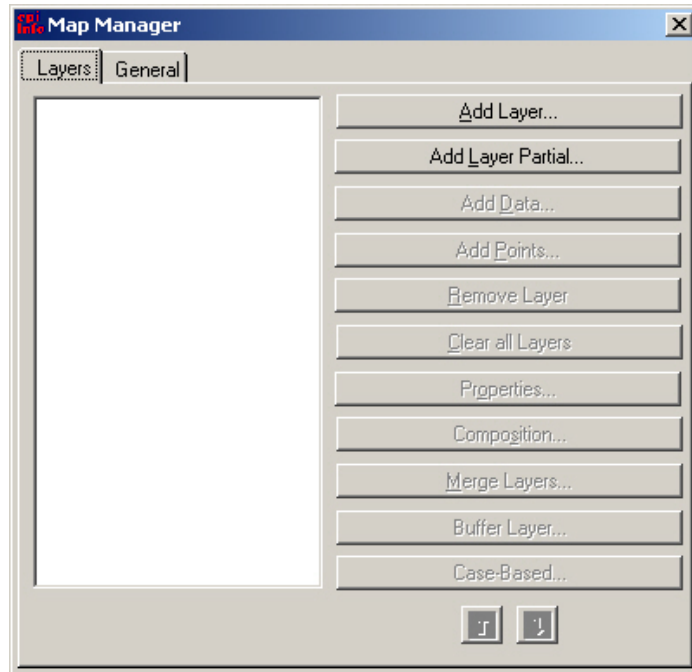 epi
info
Map Manager
Layers
General
Add Layer...
Add Layer Partial...
Add Data...
Add Points...
Remove Layer
Clear all Layers
Properties...
Composition...
Merge Layers...
Buffer Layer...
Case-Based...